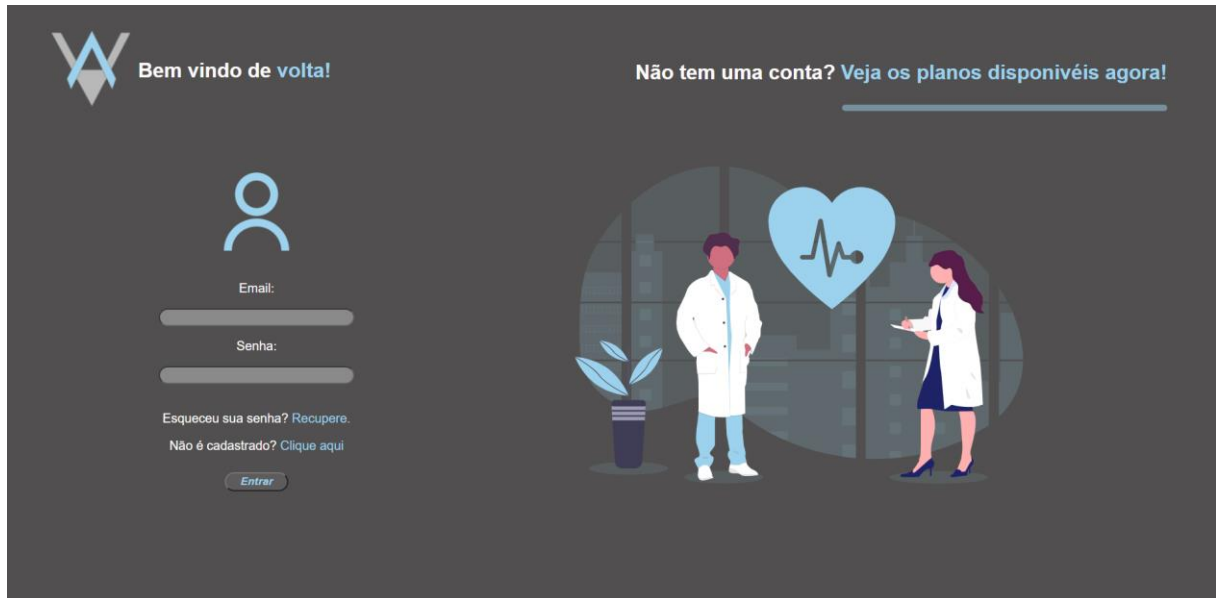 Bem vindo de volta!
Não tem uma conta? Veja os planos disponivéis agora!
Email:
Senha:
Esqueceu sua senha? Recupere.
Não é cadastrado? Clique aqui
Entrar